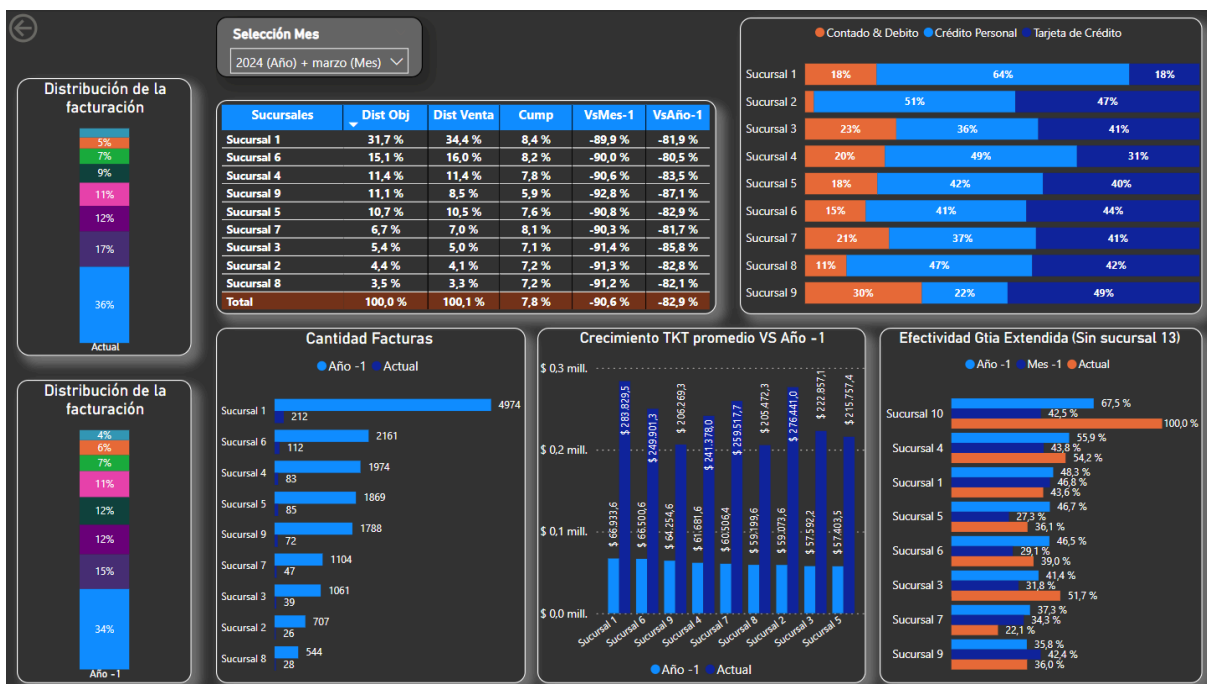 Selección Mes
2024 (Año) + marzo (Mes)
Distribución de la
facturación
5%
7%
9%
11%
12%
17%
36%
Actual
Distribución de la
facturación
4%
6%
7%
11%
12%
12%
15%
34%
Año -1
Sucursales Dist Obj Dist Venta Cump VsMes-1 VsAño-1
Sucursal 1 31,7 % 34,4 % 8,4 % -89,9 % -81,9 %
Sucursal 6 15,1 % 16,0 % 8,2 % -90,0 % -80,5 %
Sucursal 4 11,4 % 11,4 % 7,8 % -90,6 % -83,5 %
Sucursal 9 11,1 % 8,5 % 5,9 % -92,8 % -87,1 %
Sucursal 5 10,7 % 10,5 % 7,6 % -90,8 % -82,9 %
Sucursal 7 6,7 % 7,0 % 8,1 % -90,3 % -81,7 %
Sucursal 3 5,4 % 5,0 % 7,1 % -91,4 % -85,8 %
Sucursal 2 4,4 % 4,1 % 7,2 % -91,3 % -82,8 %
Sucursal 8 3,5 % 3,3 % 7,2 % -91,2 % -82,1 %
Total 100,0 % 100,1 % 7,8 % -90,6 % -82,9 %
Contado & Debito Crédito Personal Tarjeta de Crédito
Sucursal 1 18% 64% 18%
Sucursal 2 51% 47%
Sucursal 3 23% 36% 41%
Sucursal 4 20% 49% 31%
Sucursal 5 18% 42% 40%
Sucursal 6 15% 41% 44%
Sucursal 7 21% 37% 41%
Sucursal 8 11% 47% 42%
Sucursal 9 30% 22% 49%
Cantidad Facturas
Año -1 Actual
Sucursal 1 4974
212
Sucursal 6 2161
112
Sucursal 4 1974
83
Sucursal 5 1869
85
Sucursal 9 1788
72
Sucursal 7 1104
47
Sucursal 3 1061
39
Sucursal 2 707
26
Sucursal 8 544
28
Crecimiento TKT promedio VS Año -1
$ 0,3 mill.
$ 0,2 mill.
$ 0,1 mill.
$ 0,0 mill.
$ 66.933,6
$ 283.829,5
$ 66.500,6
$ 249.901,3
$ 64.254,6
$ 206.269,3
$ 61.681,6
$ 241.378,0
$ 60.506,4
$ 259.517,7
$ 59.199,6
$ 205.472,3
$ 59.073,6
$ 276.441,0
$ 57.592,2
$ 222.857,1
$ 57.403,5
$ 215.757,4
Sucursal 1
Sucursal 6
Sucursal 9
Sucursal 4
Sucursal 7
Sucursal 8
Sucursal 2
Sucursal 3
Sucursal 5
Año -1 Actual
Efectividad Gtia Extendida (Sin sucursal 13)
Año -1 Mes -1 Actual
Sucursal 10 67,5 %
42,5 %
100,0 %
Sucursal 4 55,9 %
43,8 %
54,2 %
Sucursal 1 48,3 %
46,8 %
43,6 %
Sucursal 5 46,7 %
27,3 %
36,1 %
Sucursal 6 46,5 %
29,1 %
39,0 %
Sucursal 3 41,4 %
31,8 %
51,7 %
Sucursal 7 37,3 %
34,3 %
22,1 %
Sucursal 9 35,8 %
42,4 %
36,0 %